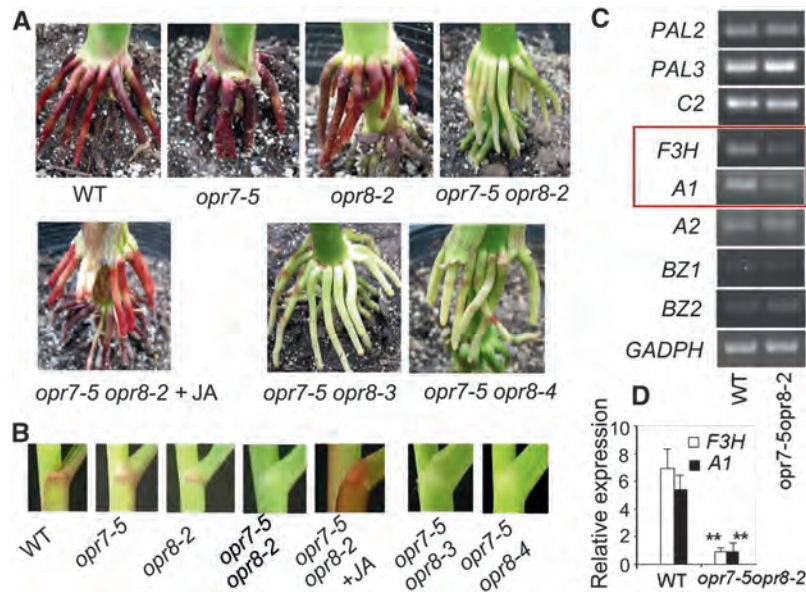 A
WT
opr7-5
opr8-2
opr7-5 opr8-2
opr7-5 opr8-2 + JA
opr7-5 opr8-3
opr7-5 opr8-4
B
WT
opr7-5
opr8-2
opr7-5
opr8-2
opr7-5
opr8-2
+JA
opr7-5
opr8-3
opr7-5
opr8-4
C
PAL2
PAL3
C2
F3H
A1
A2
BZ1
BZ2
GADPH
WT
opr7-5opr8-2
D
Relative expression
10
8
6
4
2
0
F3H
A1
** **
WT
opr7-5opr8-2